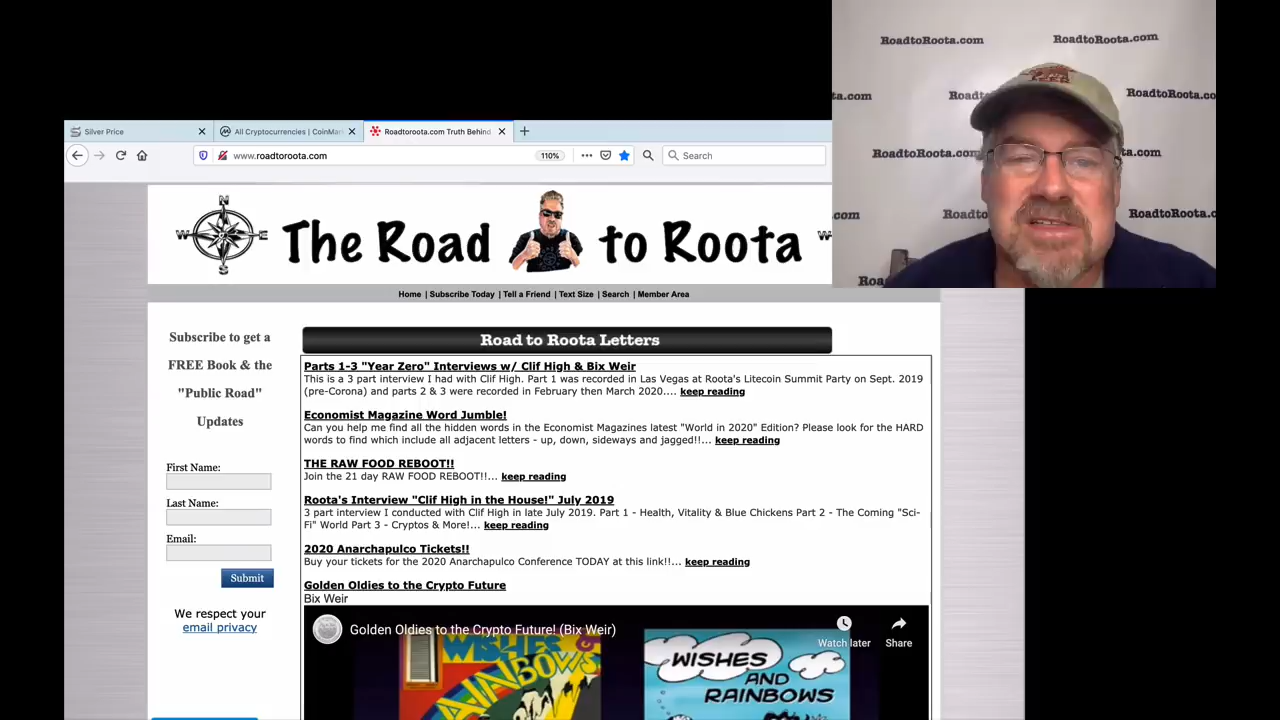 RoadtoRoota.com
RoadtoRoota.com
ta.com
RoadtoRoota.com
RoadtoRoota.com
ta.com
ta.com
Roadto
RoadtoRoota.c
Roa
Silver Price
All Cryptocurrencies | CoinMar
Roadtoroota.com Truth Behind
www.roadtoroota.com
110%
Search
N
W
E
S
The Road to Roota
W
Home | Subscribe Today | Tell a Friend | Text Size | Search | Member Area
Subscribe to get a
FREE Book & the
"Public Road"
Updates
First Name:
Last Name:
Email:
Submit
We respect your
email privacy
Road to Roota Letters
Parts 1-3 "Year Zero" Interviews w/ Clif High & Bix Weir
This is a 3 part interview I had with Clif High. Part 1 was recorded in Las Vegas at Roota's Litecoin Summit Party on Sept. 2019
(pre-Corona) and parts 2 & 3 were recorded in February then March 2020.... keep reading
Economist Magazine Word Jumble!
Can you help me find all the hidden words in the Economist Magazines latest "World in 2020" Edition? Please look for the HARD
words to find which include all adjacent letters - up, down, sideways and jagged!!... keep reading
THE RAW FOOD REBOOT!!
Join the 21 day RAW FOOD REBOOT!!... keep reading
Roota's Interview "Clif High in the House!" July 2019
3 part interview I conducted with Clif High in late July 2019. Part 1 - Health, Vitality & Blue Chickens Part 2 - The Coming "Sci-
Fi" World Part 3 - Cryptos & More!... keep reading
2020 Anarchapulco Tickets!!
Buy your tickets for the 2020 Anarchapulco Conference TODAY at this link!!... keep reading
Golden Oldies to the Crypto Future
Bix Weir
Golden Oldies to the Crypto Future! (Bix Weir)
Watch later
Share
WISHES
RAINBOWS
WISHES
AND
RAINBOWS